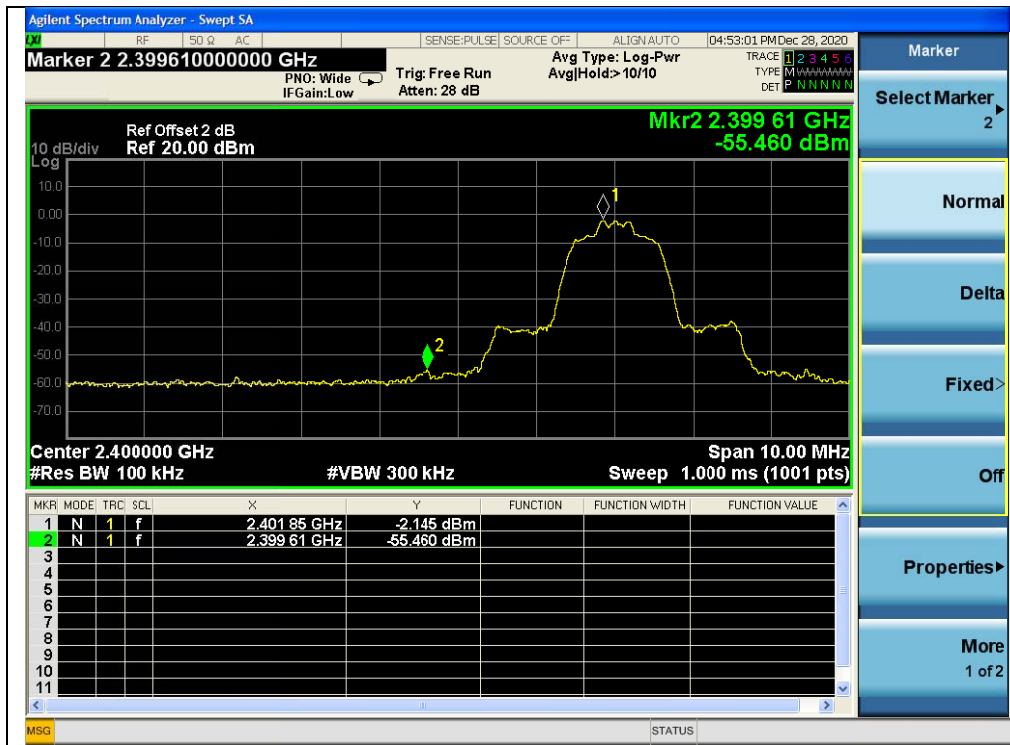 Agilent Spectrum Analyzer - Swept SA
LXI RF 50 Ω AC SENSE:PULSE SOURCE OFF ALIGN AUTO 04:53:01 PM Dec 28, 2020
Marker 2 2.399610000000 GHz
PNO: Wide
IFGain:Low
Trig: Free Run
Atten: 28 dB
Avg Type: Log-Pwr
Avg|Hold:>10/10
TRACE 1 2 3 4 5 6
TYPE M
DET P N N N N N
Mkr2 2.399 61 GHz
-55.460 dBm
Ref Offset 2 dB
10 dB/div Ref 20.00 dBm
Log
10.0
0.00
-10.0
-20.0
-30.0
-40.0
-50.0
-60.0
-70.0
1
2
Center 2.400000 GHz Span 10.00 MHz
#Res BW 100 kHz #VBW 300 kHz Sweep 1.000 ms (1001 pts)
MKR MODE TRC SCL X Y FUNCTION FUNCTION WIDTH FUNCTION VALUE
1 N 1 f 2.401 85 GHz -2.145 dBm
2 N 1 f 2.399 61 GHz -55.460 dBm
3
4
5
6
7
8
9
10
11
MSG STATUS
Marker
Select Marker
2
Normal
Delta
Fixed>
Off
Properties
More
1 of 2